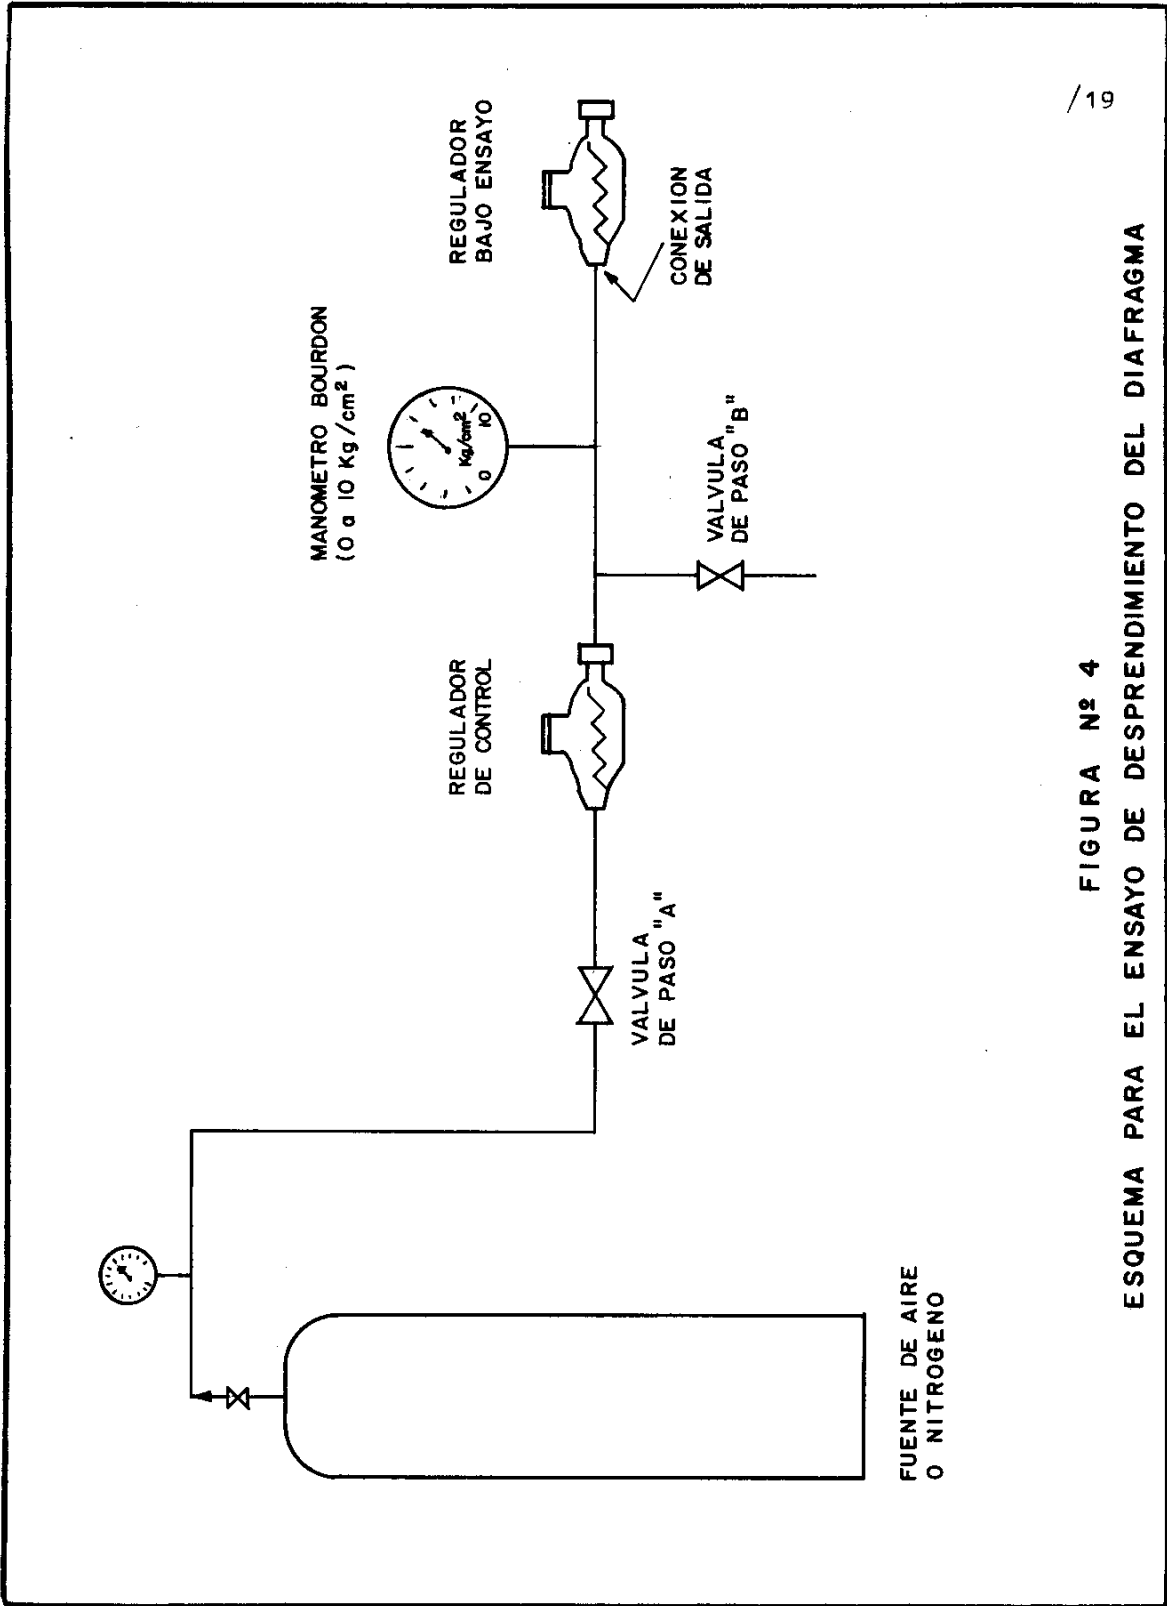 MANOMETRO BOURDON
(0 a 10 Kg/cm²)
Kg/cm²
0
10
REGULADOR
BAJO ENSAYO
REGULADOR
DE CONTROL
CONEXION
DE SALIDA
VALVULA
DE PASO "B"
VALVULA
DE PASO "A"
FUENTE DE AIRE
O NITROGENO
FIGURA Nº 4
ESQUEMA PARA EL ENSAYO DE DESPRENDIMIENTO DEL DIAFRAGMA
/19